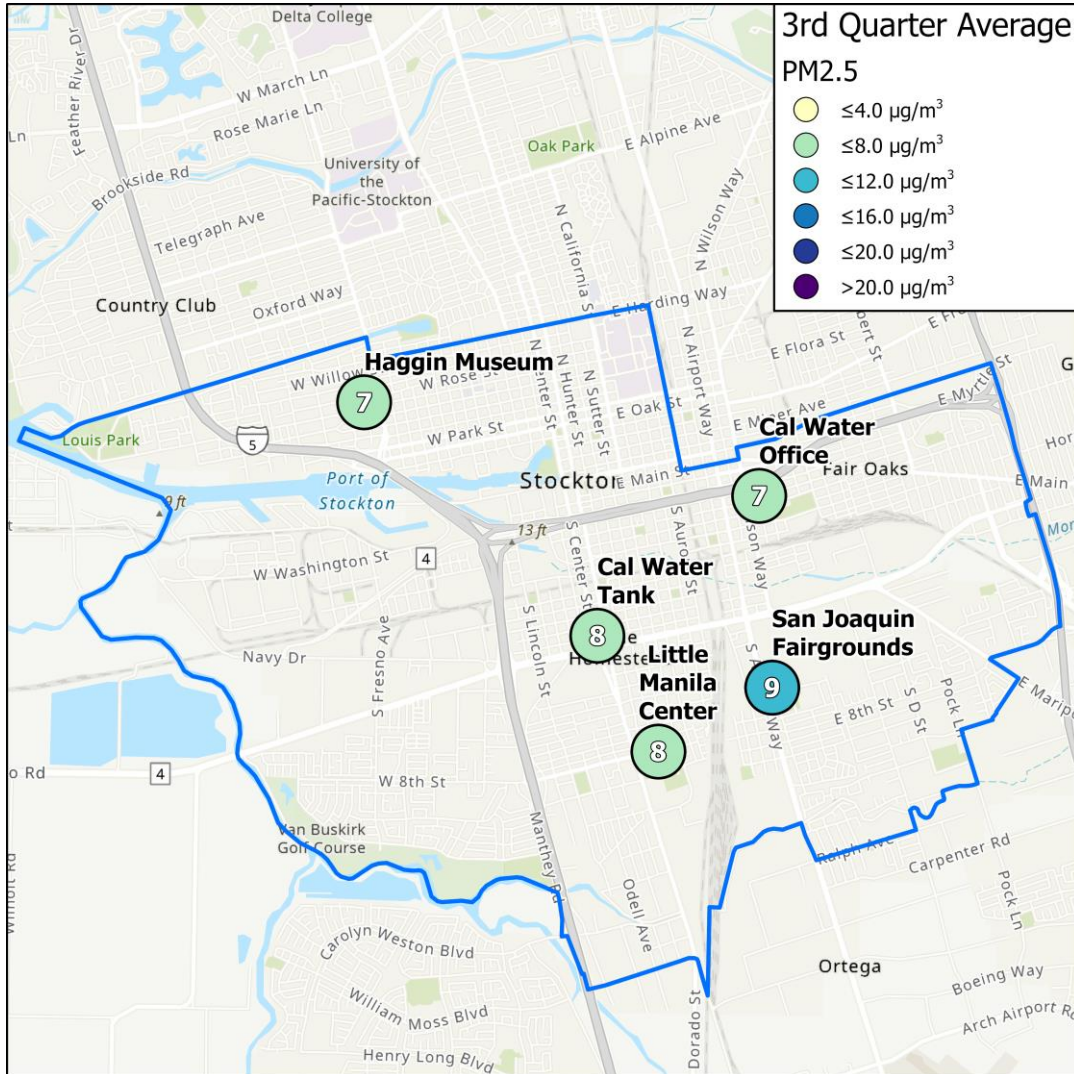 Delta College
3rd Quarter Average
PM2.5
≤4.0 µg/m³
≤8.0 µg/m³
≤12.0 µg/m³
≤16.0 µg/m³
≤20.0 µg/m³
>20.0 µg/m³
Feather River Dr
W March Ln
Ln
Rose Marie Ln
E Alpine Ave
Oak Park
University of
the
Pacific-Stockton
Brookside Rd
Telegraph Ave
N California S
N Wilson Way
Country Club
Oxford Way
E Harding Way
N Airport Way
E Flora St
Haggin Museum
7
W Willow
W Rose St
N Hunter St
N Sutter St
E Oak St
E Miner Ave
E Myrtle St
G
Louis Park
5
W Park St
Cal Water
Office
7
Fair Oaks
Port of
Stockton
E Main St
E Main
9 ft
13 ft
W Washington St
4
S Center St
Cal Water
Tank
8
San Joaquin
Fairgrounds
9
Navy Dr
S Fresno Ave
S Lincoln St
Little
Manila
Center
8
E 8th St
S D St
Pock Ln
o Rd
4
W 8th St
Van Buskirk
Golf Course
Manthey Rd
Ralph Ave
Carpenter Rd
Pock Ln
Odell Ave
Carolyn Weston Blvd
Ortega
Boeing Way
William Moss Blvd
Dorado St
Arch Airport Ro
Henry Long Blvd